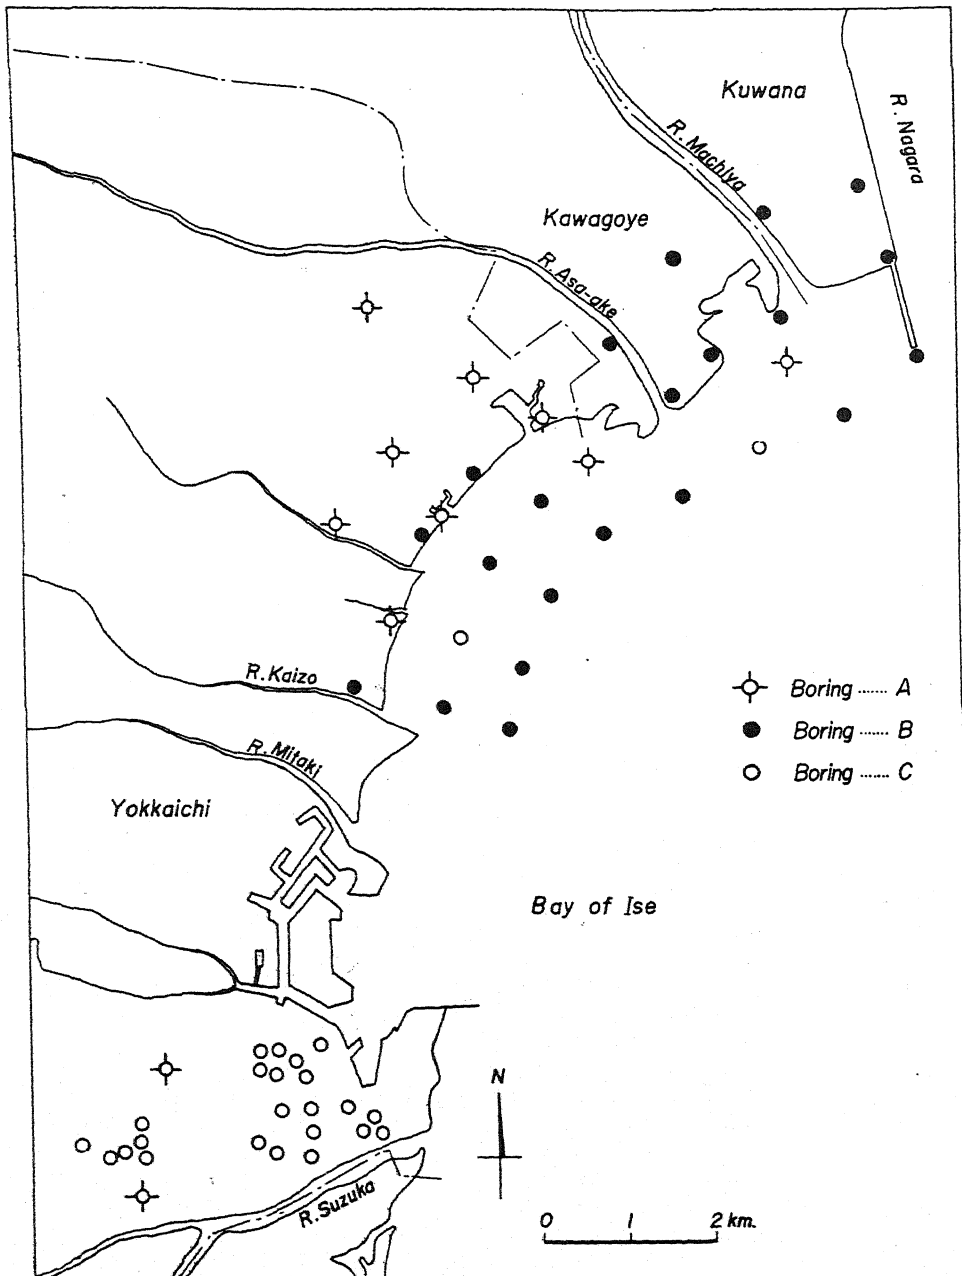 Kuwana
R. Nagara
R. Machiya
Kawagoye
R. Asa-ake
R. Kaizo
Boring ....... A
Boring ....... B
Boring ....... C
R. Mitaki
Yokkaichi
Bay of Ise
N
R. Suzuka
0 1 2 km.